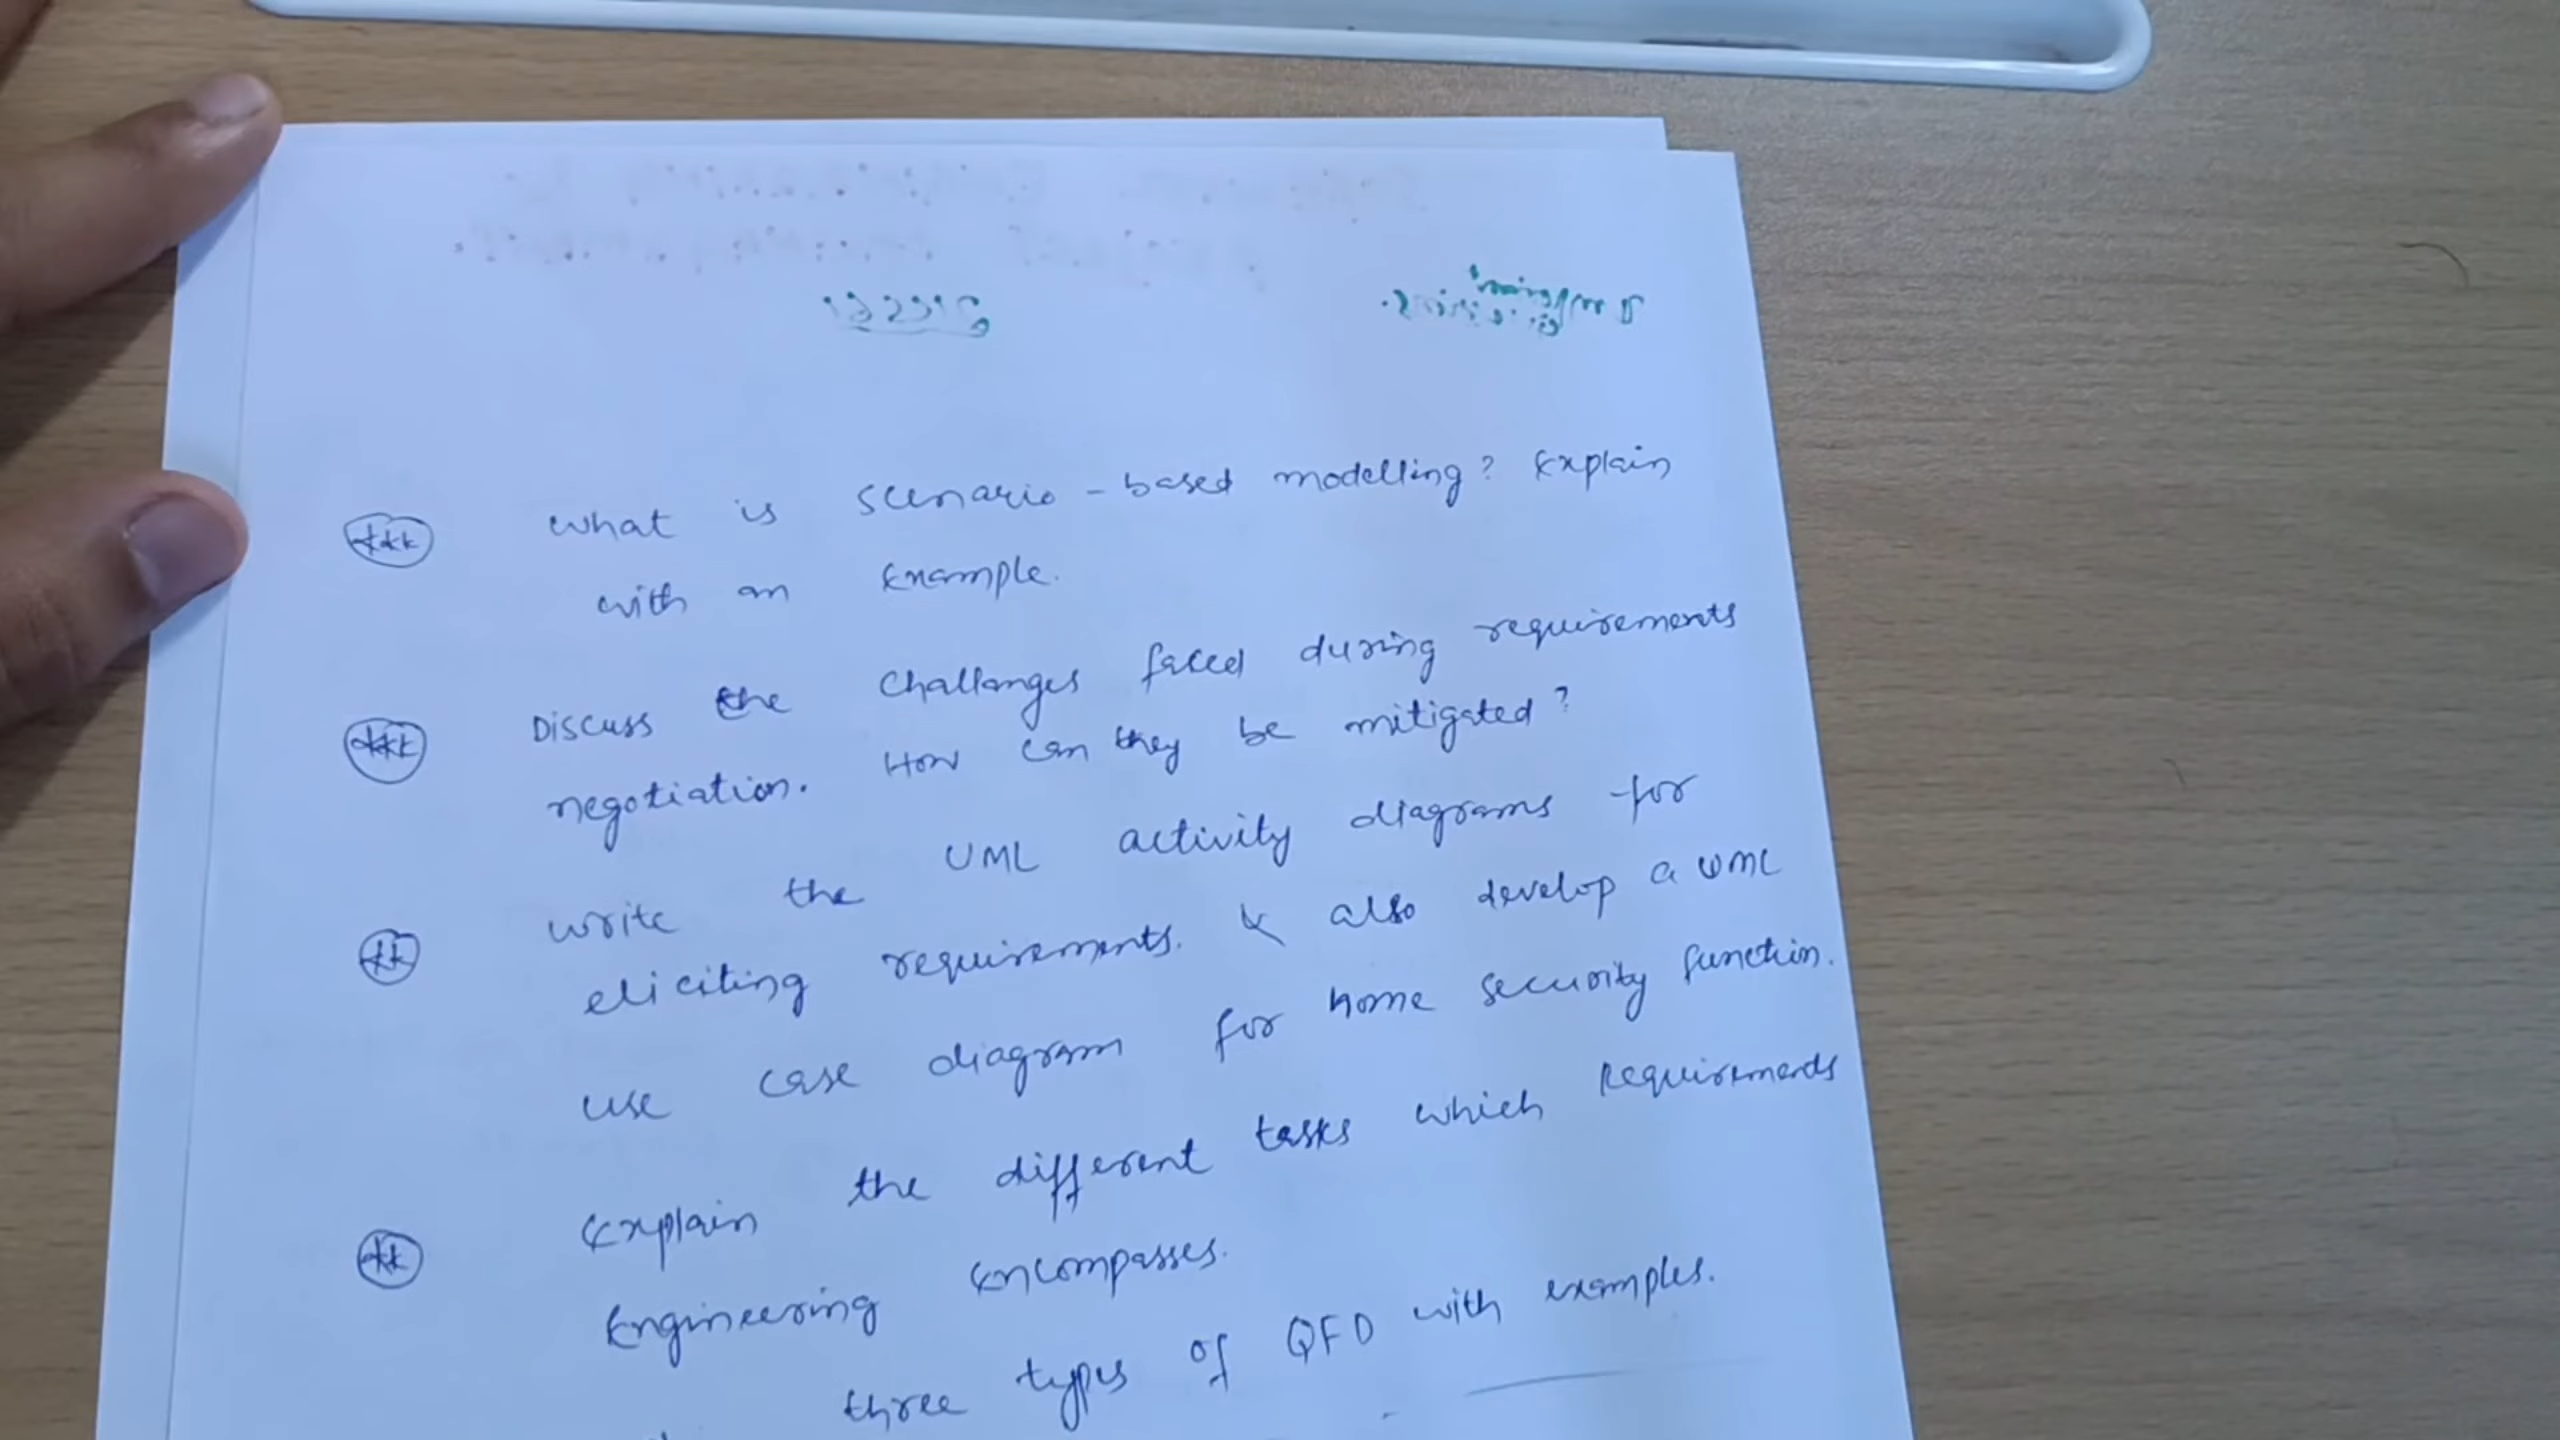 *** What is scenario-based modelling? Explain
with an Example.
*** Discuss the challanges faced during requirements
negotiation. How can they be mitigated?
** write the UML activity diagrams for
eliciting requirements. & also develop a UML
use case diagram for home security function.
** Explain the different tasks which Requirements
Engineering Encompasses.
three types of QFD with examples.